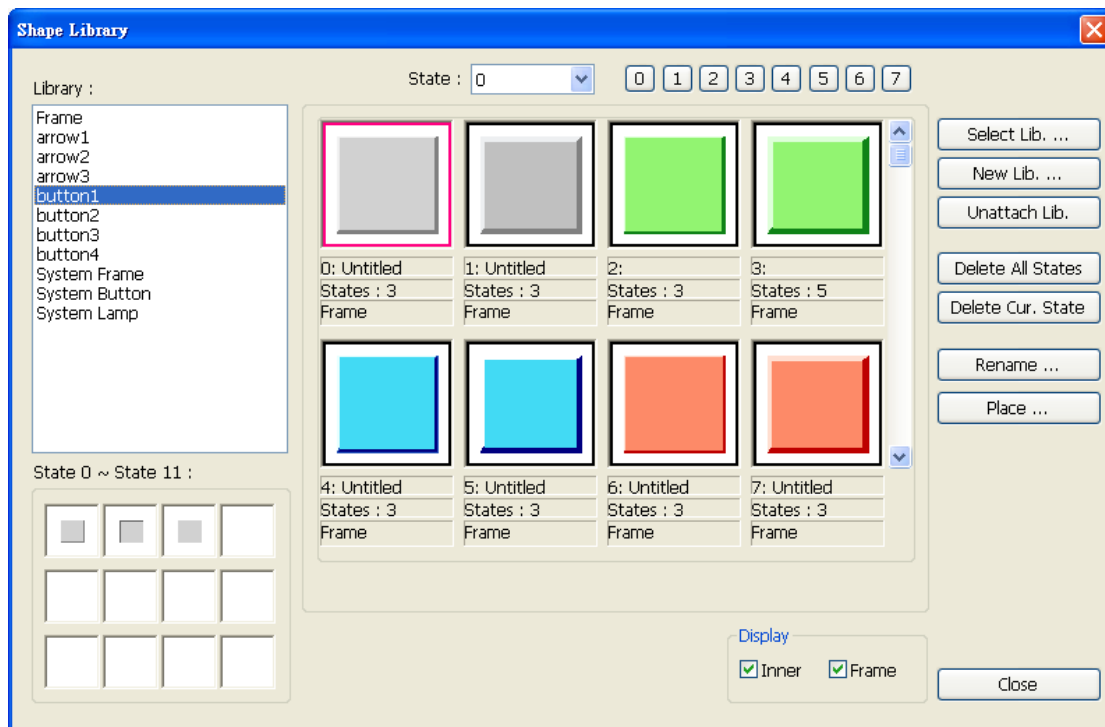 Shape Library
State : 0 0 1 2 3 4 5 6 7
Library :
Frame
arrow1
arrow2
arrow3
button1
button2
button3
button4
System Frame
System Button
System Lamp
0: Untitled
States : 3
Frame
1: Untitled
States : 3
Frame
2:
States : 3
Frame
3:
States : 5
Frame
4: Untitled
States : 3
Frame
5: Untitled
States : 3
Frame
6: Untitled
States : 3
Frame
7: Untitled
States : 3
Frame
Select Lib. ...
New Lib. ...
Unattach Lib.
Delete All States
Delete Cur. State
Rename ...
Place ...
State 0 ~ State 11 :
Display
Inner Frame
Close